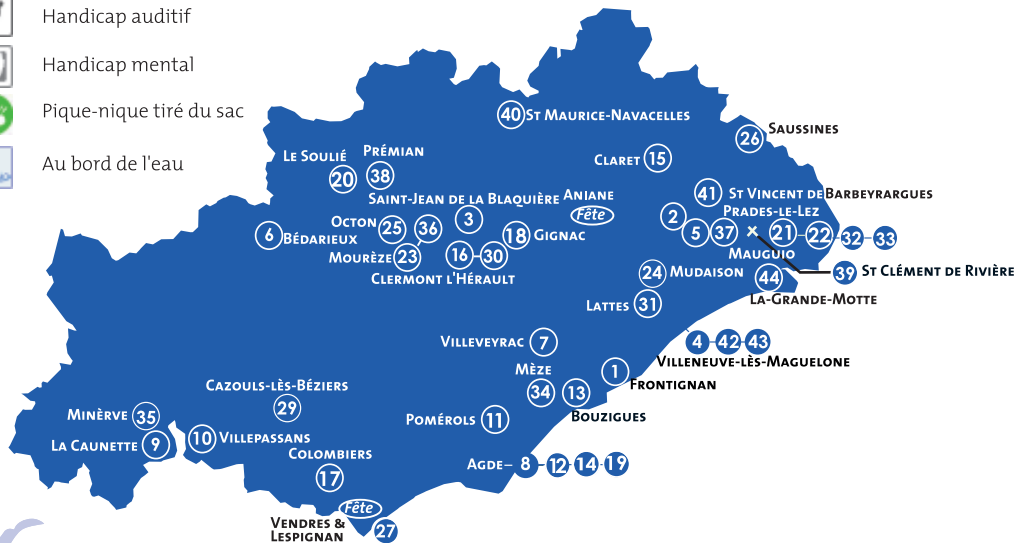 Handicap auditif
Handicap mental
Pique-nique tiré du sac
Au bord de l'eau
40 St Maurice-Navacelles
26 Saussines
Claret 15
Le Soulié
20
Prémian
38
41 St Vincent de Barbeyrargues
Saint-Jean de la Blaquière
3
Aniane
Fête
2
Prades-le-Lez
5 37 21 22 32 33
6 Bédarieux
Octon 25 36
18 Gignac
Mourèze 23
16 30
Clermont l'Hérault
Mauguio
44
39 St Clément de Rivière
24 Mudaison
La-Grande-Motte
Lattes 31
Villeveyrac 7
4 42 43
Villeneuve-lès-Maguelone
Mèze
34
13
Bouzigues
1
Frontignan
Cazouls-lès-Béziers
29
Minèrve 35
La Caunette 9
10 Villepassans
Pomérols 11
Colombiers
17
Agde 8 12 14 19
Fête
Vendres &
Lespignan
27